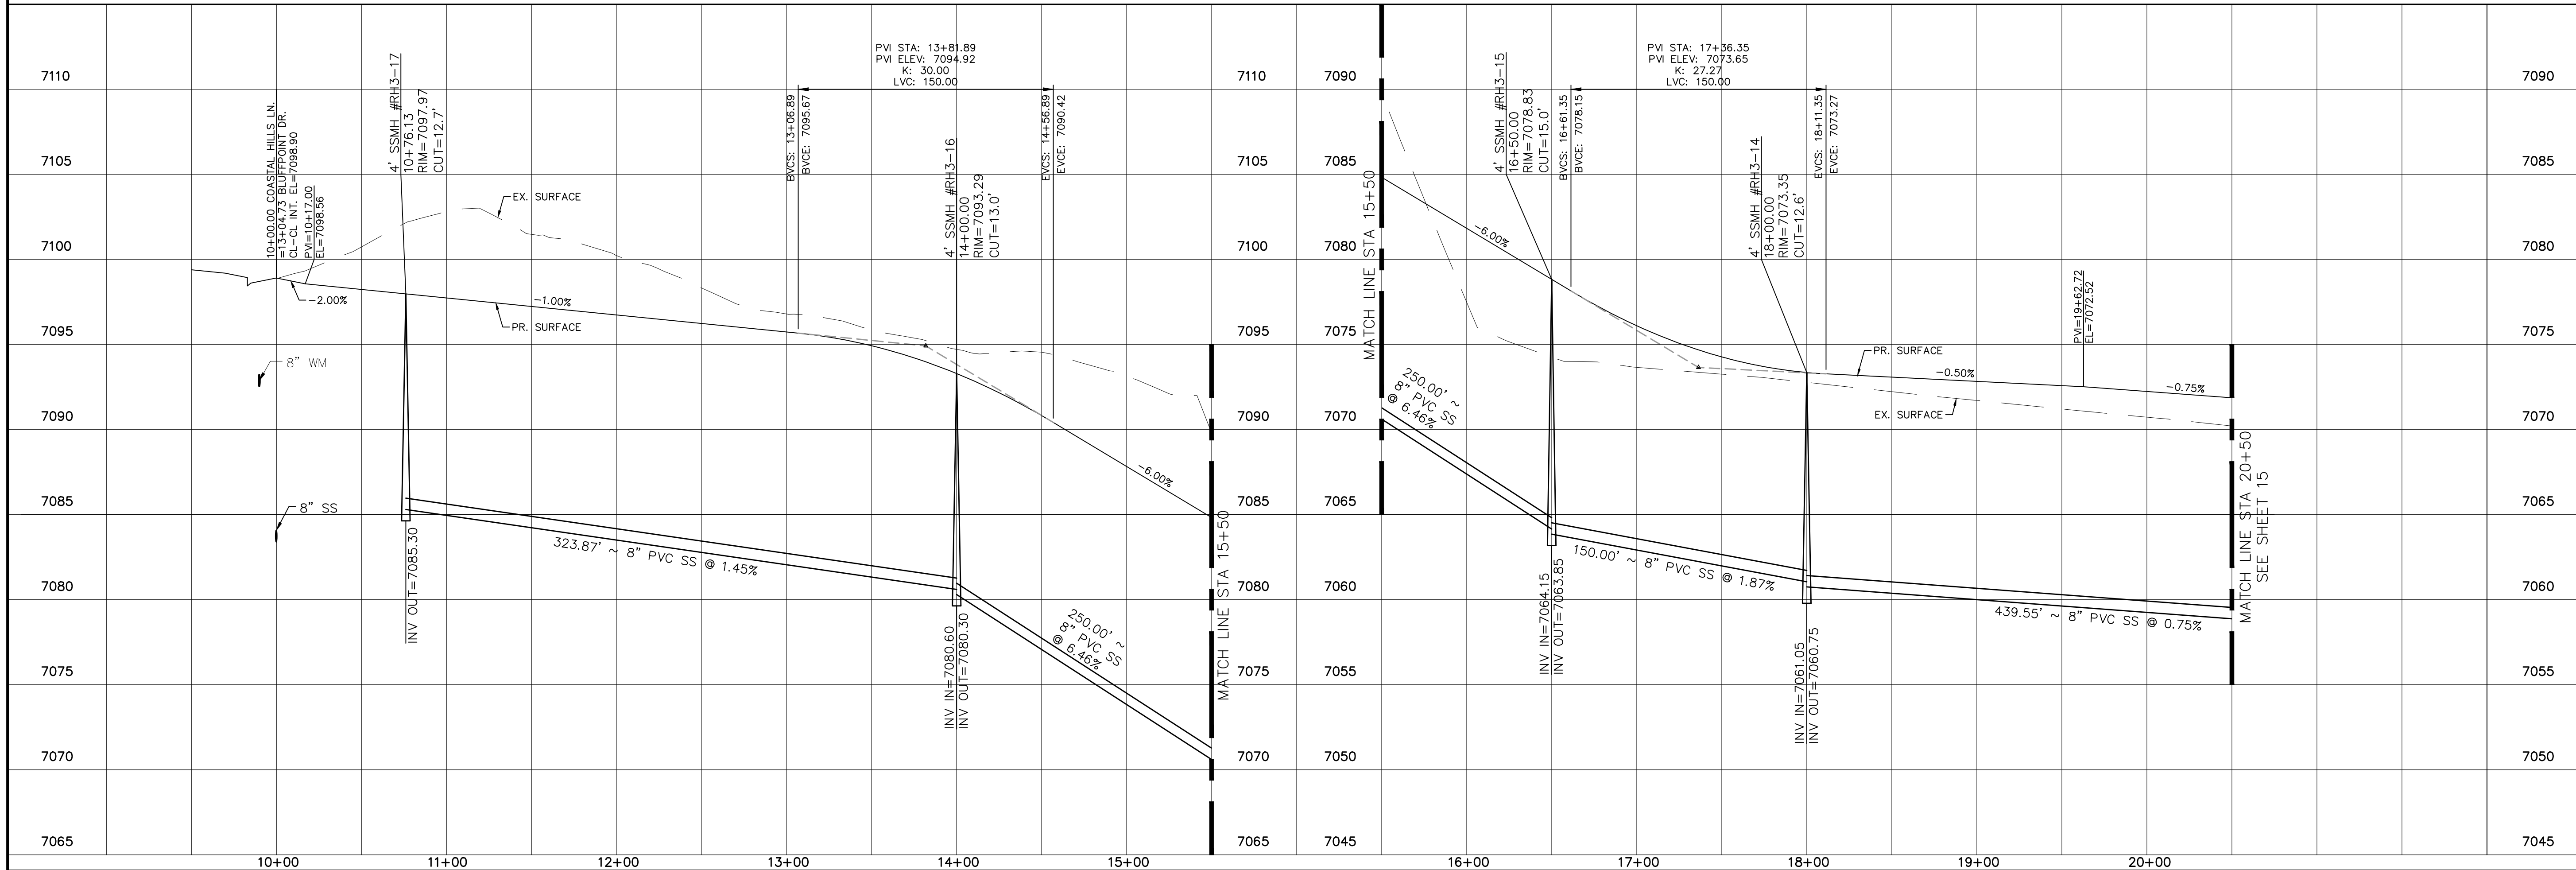 7110
7105
7100
7095
7090
7085
7080
7075
7070
7065
10+00.00 COASTAL HILLS LN.
=13+04.73 BLUFFPOINT DR.
CL-CL INT. EL=7098.90
PVI=10+17.00
EL=7098.56
4' SSMH #RH3-17
10+76.13
RIM=7097.97
CUT=12.7'
EX. SURFACE
-2.00%
-1.00%
PR. SURFACE
8" WM
8" SS
INV OUT=7085.30
323.87' ~ 8" PVC SS @ 1.45%
PVI STA: 13+81.89
PVI ELEV: 7094.92
K: 30.00
LVC: 150.00
BVCS: 13+06.89
BVCE: 7095.67
4' SSMH #RH3-16
14+00.00
RIM=7093.29
CUT=13.0'
EVCS: 14+56.89
EVCE: 7090.42
-6.00%
INV IN=7080.60
INV OUT=7080.30
250.00' ~
8" PVC SS
@ 6.46%
MATCH LINE STA 15+50
10+00
11+00
12+00
13+00
14+00
15+00
7110
7105
7100
7095
7090
7085
7080
7075
7070
7065
7090
7085
7080
7075
7070
7065
7060
7055
7050
7045
MATCH LINE STA 15+50
-6.00%
4' SSMH #RH3-15
16+50.00
RIM=7078.83
CUT=15.0'
PVI STA: 17+36.35
PVI ELEV: 7073.65
K: 27.27
LVC: 150.00
BVCS: 16+61.35
BVCE: 7078.15
4' SSMH #RH3-14
18+00.00
RIM=7073.35
CUT=12.6'
EVCS: 18+11.35
EVCE: 7073.27
PR. SURFACE
-0.50%
PVI=19+62.72
EL=7072.52
-0.75%
EX. SURFACE
250.00' ~
8" PVC SS
@ 6.46%
INV IN=7064.15
INV OUT=7063.85
150.00' ~ 8" PVC SS @ 1.87%
INV IN=7061.05
INV OUT=7060.75
439.55' ~ 8" PVC SS @ 0.75%
MATCH LINE STA 20+50
SEE SHEET 15
16+00
17+00
18+00
19+00
20+00
7090
7085
7080
7075
7070
7065
7060
7055
7050
7045